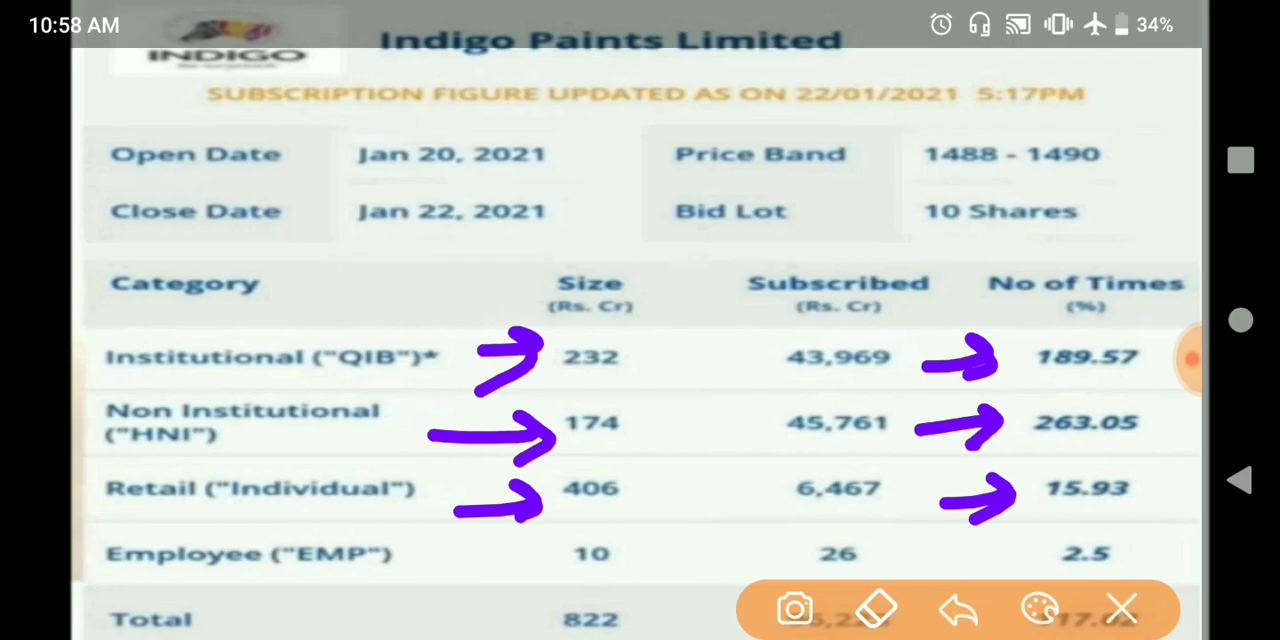 10:58 AM
34%
INDIGO
Indigo Paints Limited
SUBSCRIPTION FIGURE UPDATED AS ON 22/01/2021 5:17PM
Open Date Jan 20, 2021 Price Band 1488 - 1490
Close Date Jan 22, 2021 Bid Lot 10 Shares
Category Size Subscribed No of Times
(Rs. Cr) (Rs. Cr) (%)
Institutional ("QIB")* 232 43,969 189.57
Non Institutional
("HNI") 174 45,761 263.05
Retail ("Individual") 406 6,467 15.93
Employee ("EMP") 10 26 2.5
Total 822